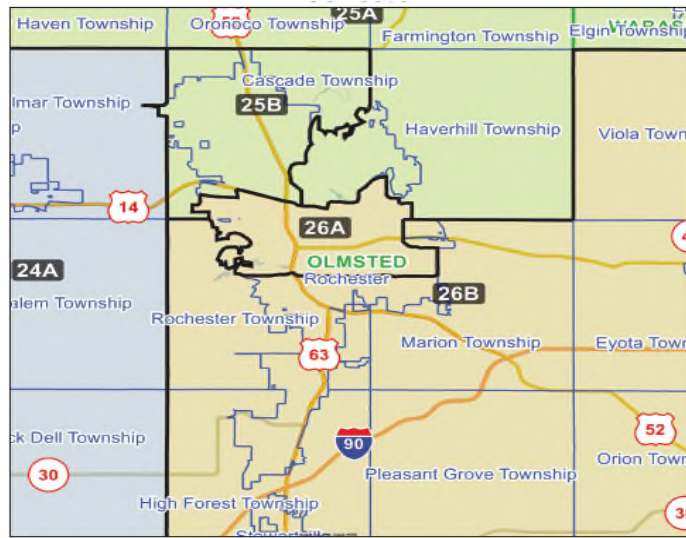 Haven Township
Oronoco Township
25A
Farmington Township
Elgin Township
Cascade Township
25B
lmar Township
Haverhill Township
Viola Town
p
14
26A
24A
OLMSTED
Rochester
26B
alem Township
Rochester Township
Marion Township
Eyota Town
63
52
ck Dell Township
90
Orion Town
30
Pleasant Grove Township
High Forest Township